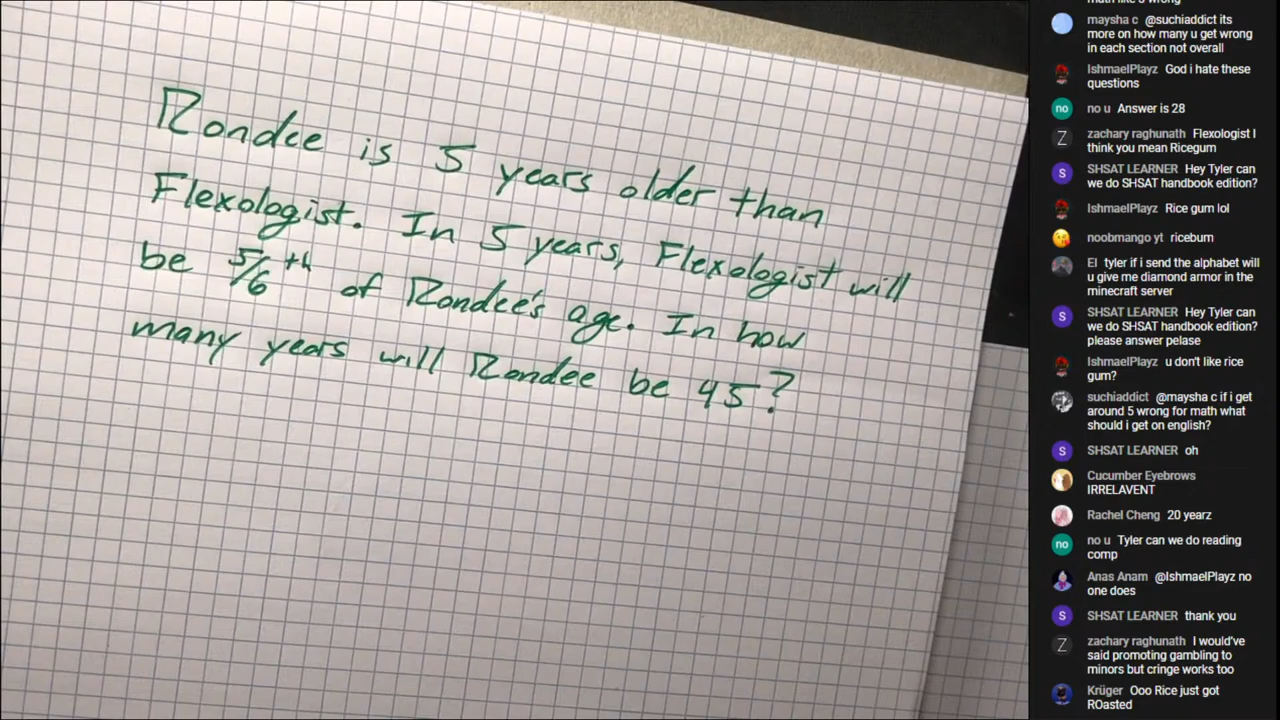 Rondee is 5 years older than
Flexologist. In 5 years, Flexologist will
be 5/6th of Rondee's age. In how
many years will Rondee be 45?
maysha c @suchiaddict its
more on how many u get wrong
in each section not overall
IshmaelPlayz God i hate these
questions
no u Answer is 28
zachary raghunath Flexologist I
think you mean Ricegum
SHSAT LEARNER Hey Tyler can
we do SHSAT handbook edition?
IshmaelPlayz Rice gum lol
noobmango yt ricebum
El tyler if i send the alphabet will
u give me diamond armor in the
minecraft server
SHSAT LEARNER Hey Tyler can
we do SHSAT handbook edition?
please answer pelase
IshmaelPlayz u don't like rice
gum?
suchiaddict @maysha c if i get
around 5 wrong for math what
should i get on english?
SHSAT LEARNER oh
Cucumber Eyebrows
IRRELAVENT
Rachel Cheng 20 yearz
no u Tyler can we do reading
comp
Anas Anam @IshmaelPlayz no
one does
SHSAT LEARNER thank you
zachary raghunath I would've
said promoting gambling to
minors but cringe works too
Krüger Ooo Rice just got
ROasted